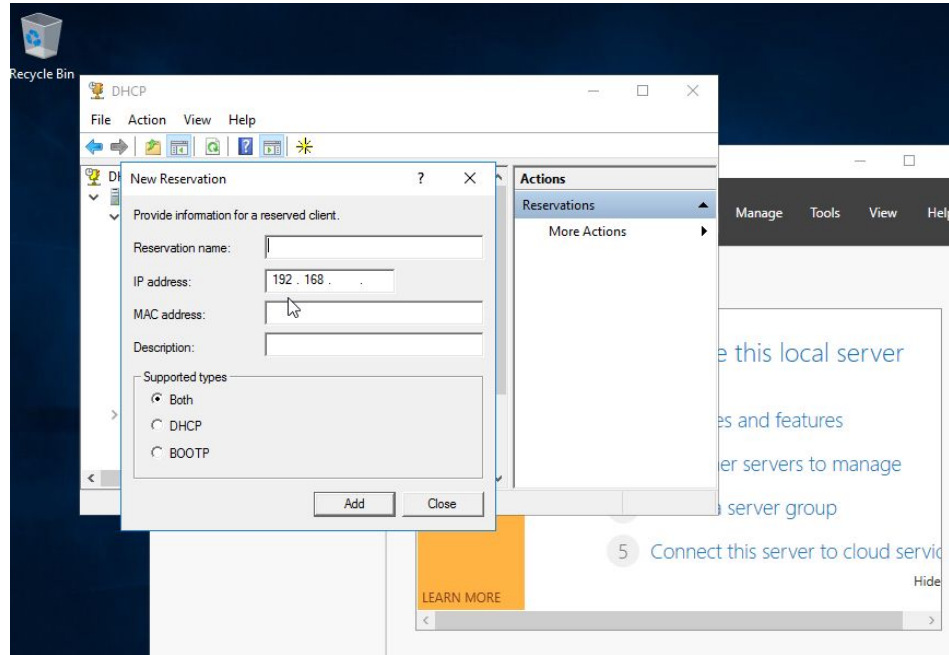 Recycle Bin
DHCP
File Action View Help
New Reservation
Provide information for a reserved client.
Reservation name:
IP address: 192 . 168 . .
MAC address:
Description:
Supported types
Both
DHCP
BOOTP
Add Close
Actions
Reservations
More Actions
Manage Tools View Help
e this local server
es and features
er servers to manage
a server group
5 Connect this server to cloud servic
Hide
LEARN MORE